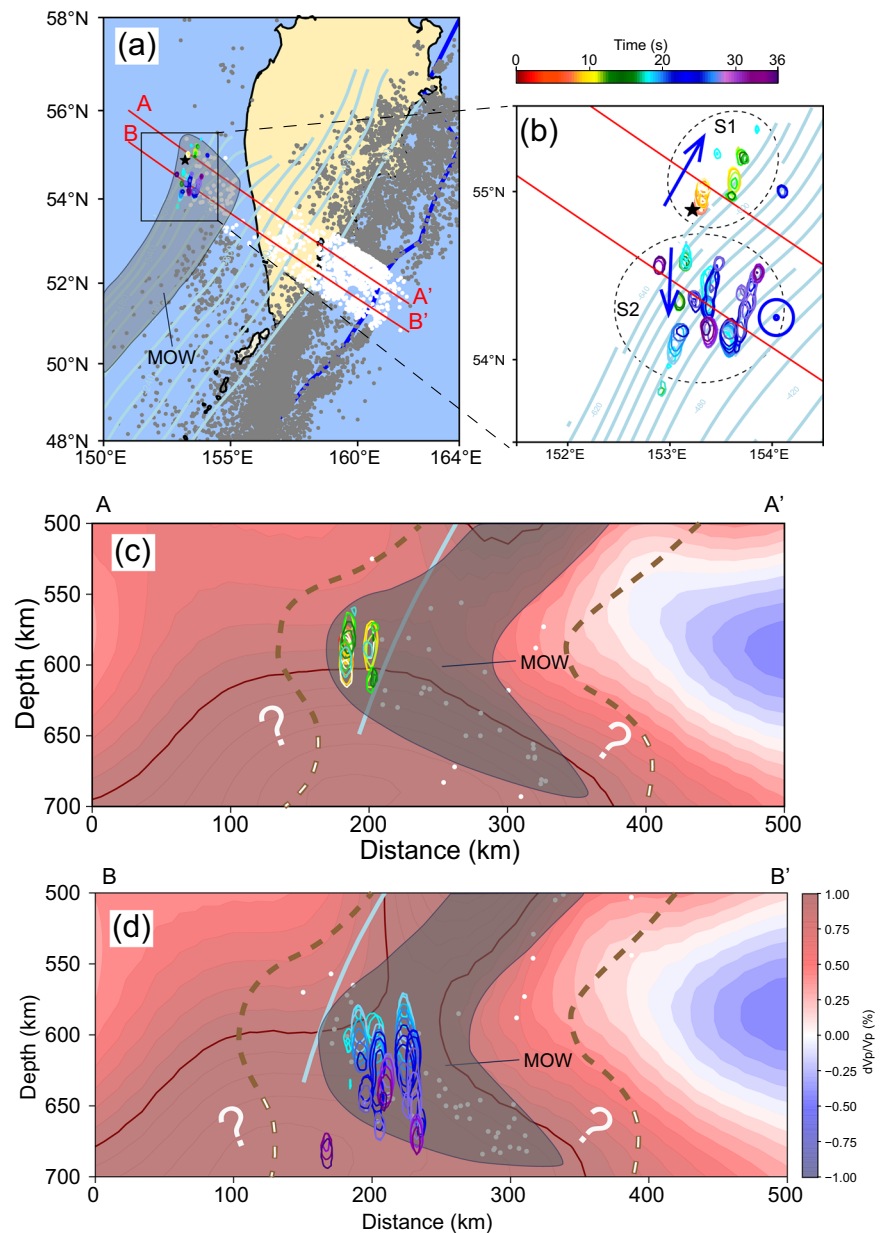 (a)
58°N
56°N
54°N
52°N
50°N
48°N
A
B
A'
B'
MOW
150°E
155°E
160°E
164°E
Time (s)
0
10
20
30
36
(b)
S1
S2
55°N
54°N
-640
-620
-480
-420
152°E
153°E
154°E
A
A'
(c)
500
550
600
650
700
Depth (km)
MOW
?
?
0
100
200
300
400
500
Distance (km)
B
B'
(d)
500
550
600
650
700
Depth (km)
MOW
?
?
0
100
200
300
400
500
Distance (km)
1.00
0.75
0.50
0.25
0.00
−0.25
−0.50
−0.75
−1.00
dVp/Vp (%)